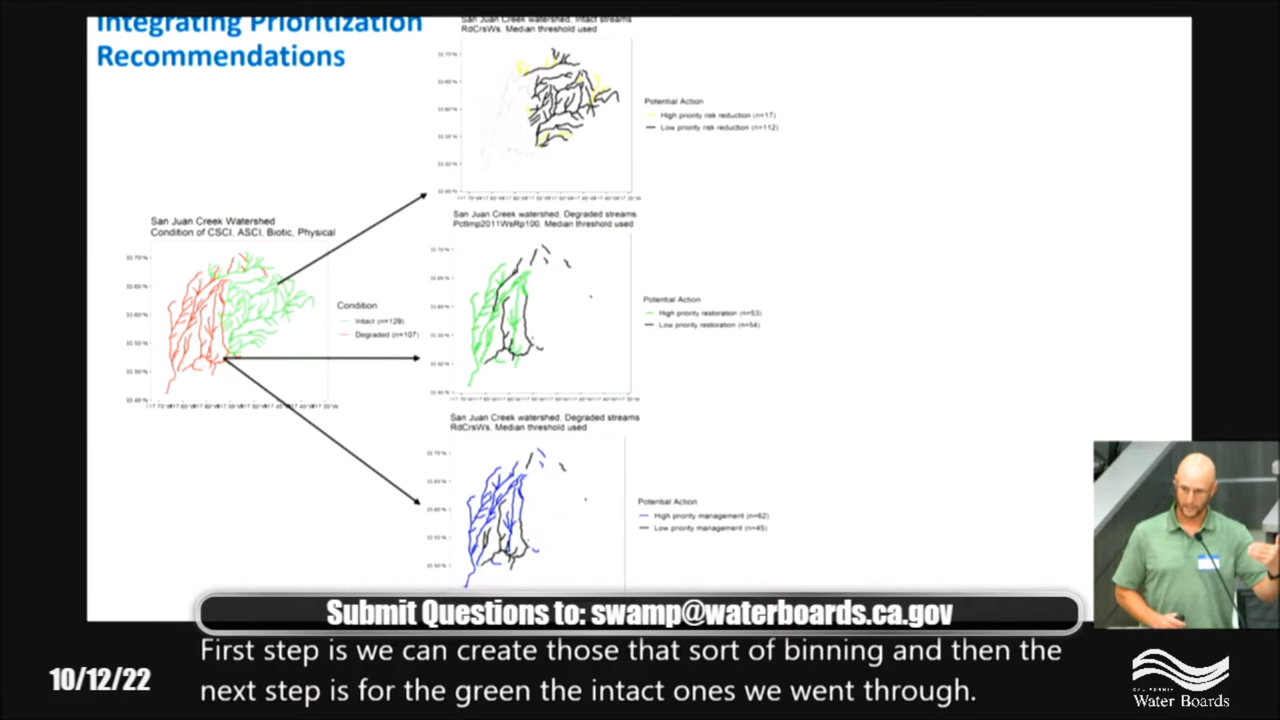 Integrating Prioritization
Recommendations
San Juan Creek watershed, Intact streams
RdCrsWs. Median threshold used
Potential Action
High priority risk reduction (n=17)
Low priority risk reduction (n=112)
San Juan Creek Watershed
Condition of CSCI, ASCI, Biotic, Physical
Condition
Intact (n=129)
Degraded (n=107)
San Juan Creek watershed, Degraded streams
PctImp2011WsRp100. Median threshold used
Potential Action
High priority restoration (n=53)
Low priority restoration (n=54)
San Juan Creek watershed, Degraded streams
RdCrsWs, Median threshold used
Potential Action
High priority management (n=62)
Low priority management (n=45)
Submit Questions to: swamp@waterboards.ca.gov
First step is we can create those that sort of binning and then the
next step is for the green the intact ones we went through.
10/12/22
CALIFORNIA
Water Boards